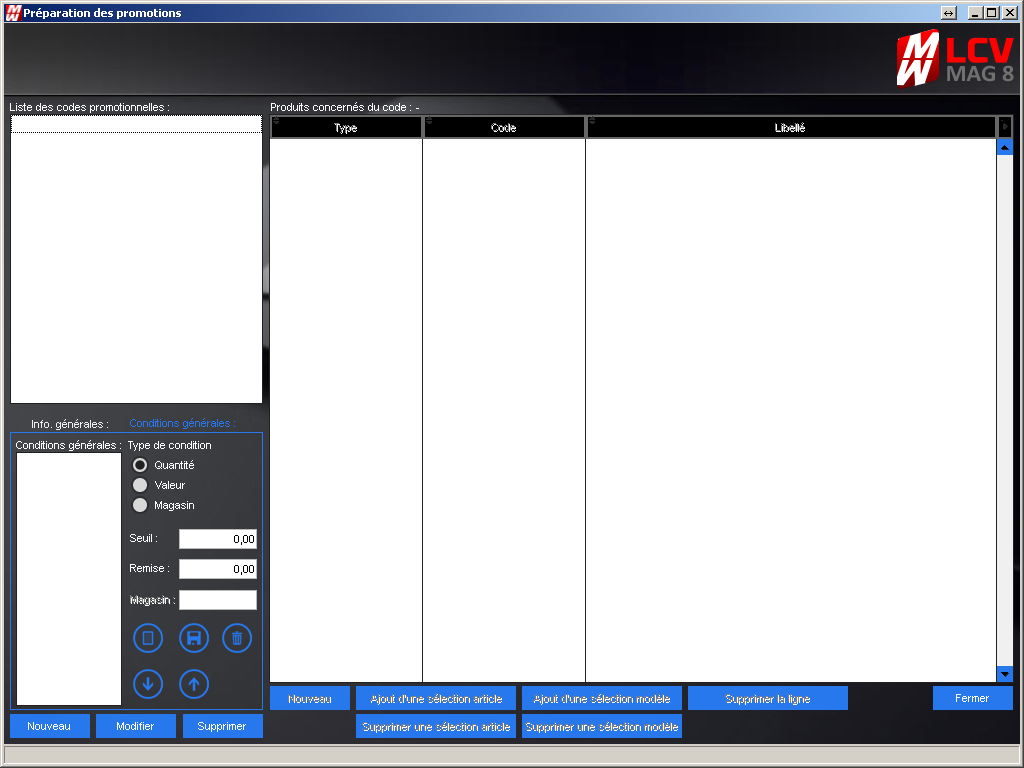 Préparation des promotions
MW LCV
MAG 8
Liste des codes promotionnelles :
Produits concernés du code : -
Type Code Libellé
Info. générales : Conditions générales :
Conditions générales : Type de condition
Quantité
Valeur
Magasin
Seuil : 0,00
Remise : 0,00
Magasin :
Nouveau Ajout d'une sélection article Ajout d'une sélection modèle Supprimer la ligne Fermer
Nouveau Modifier Supprimer Supprimer une sélection article Supprimer une sélection modèle